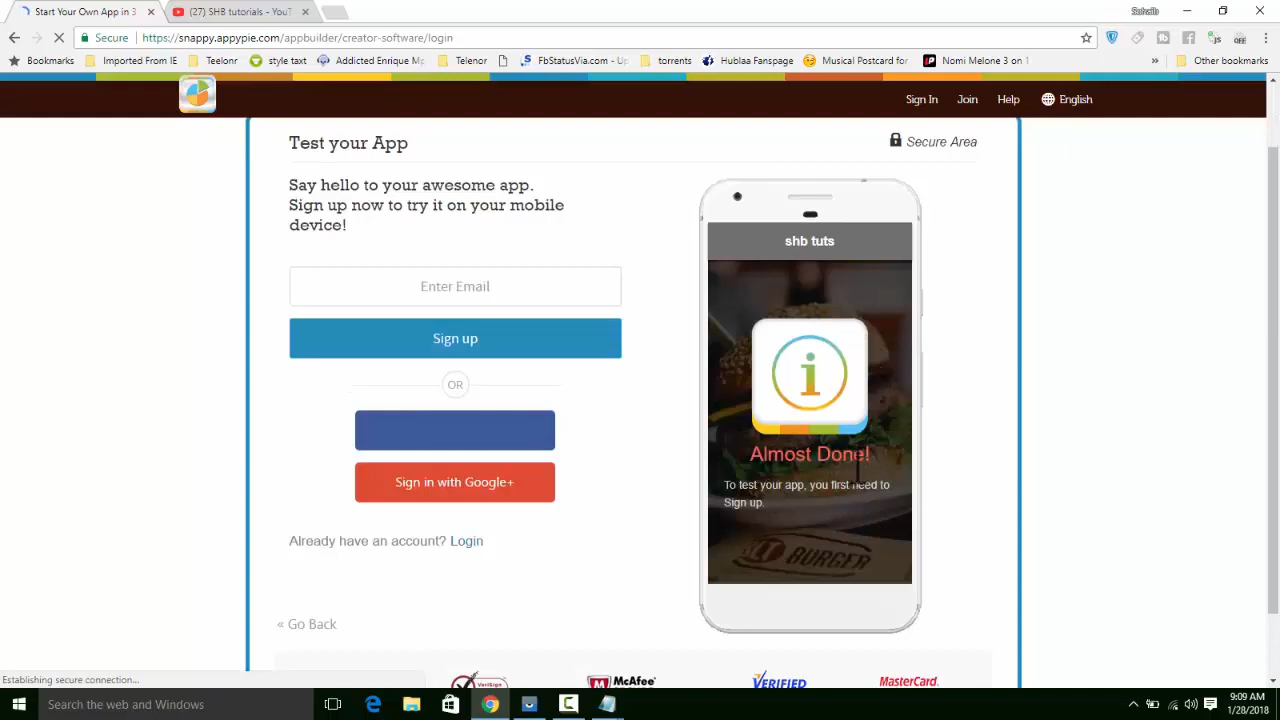 Start Your Own App in 3
(27) SHB tutorials - YouT
Secure
https://snappy.appypie.com/appbuilder/creator-software/login
Bookmarks
Imported From IE
Teelonr
style taxt
Addicted Enrique Mg
Telenor
FbStatusVia.com - Up
torrents
Hublaa Fanspage
Musical Postcard for
Nomi Melone 3 on 1
»
Other bookmarks
Sign In
Join
Help
English
Test your App
Secure Area
Say hello to your awesome app.
Sign up now to try it on your mobile
device!
Enter Email
Sign up
OR
Sign in with Google+
Already have an account? Login
« Go Back
shb tuts
i
Almost Done!
To test your app, you first need to
Sign up.
BURGER
VeriSign
McAfee
VERIFIED
MasterCard.
Establishing secure connection...
Search the web and Windows
9:09 AM
1/28/2018